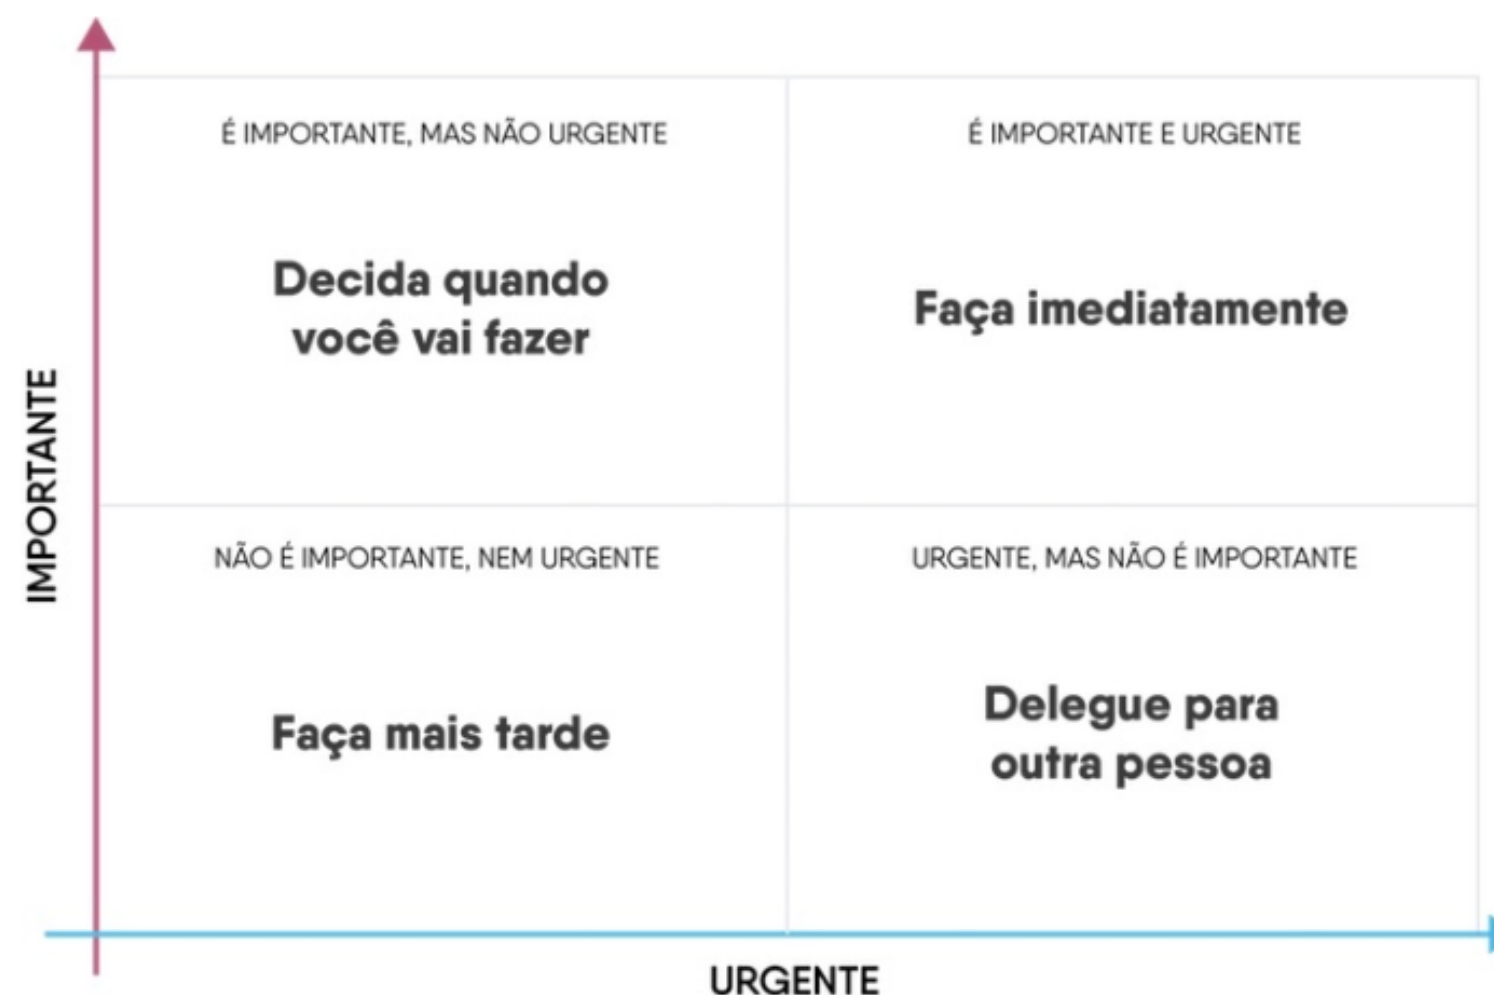 É IMPORTANTE, MAS NÃO URGENTE
É IMPORTANTE E URGENTE
Decida quando
você vai fazer
Faça imediatamente
IMPORTANTE
NÃO É IMPORTANTE, NEM URGENTE
URGENTE, MAS NÃO É IMPORTANTE
Faça mais tarde
Delegue para
outra pessoa
URGENTE